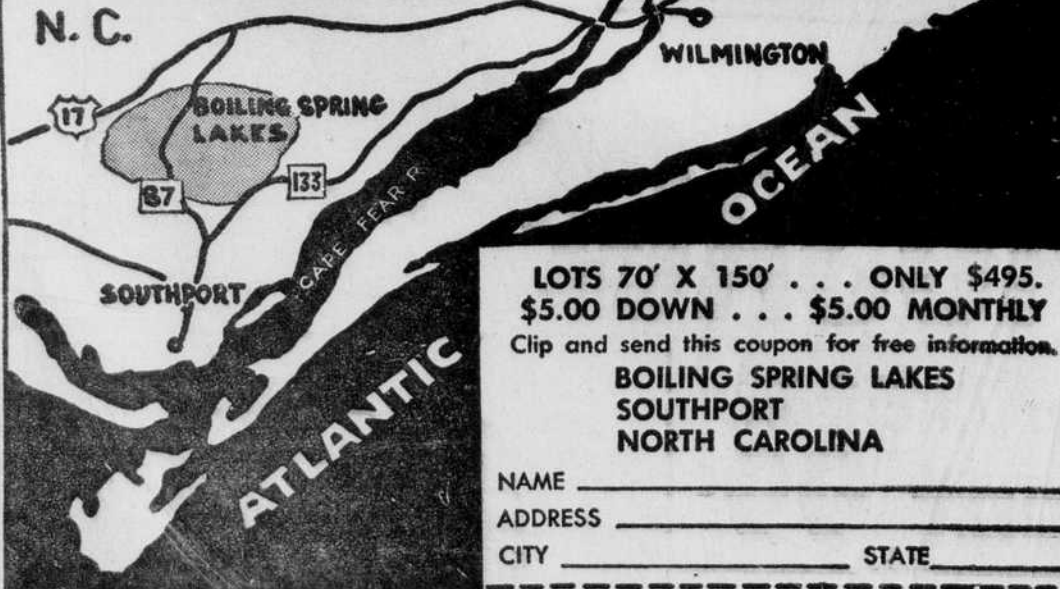 N. C.
WILMINGTON
17
BOILING SPRING
LAKES
OCEAN
87
133
CAPE FEAR R.
SOUTHPORT
ATLANTIC
LOTS 70' X 150' . . . ONLY $495.
$5.00 DOWN . . . $5.00 MONTHLY
Clip and send this coupon for free information.
BOILING SPRING LAKES
SOUTHPORT
NORTH CAROLINA
NAME
ADDRESS
CITY STATE